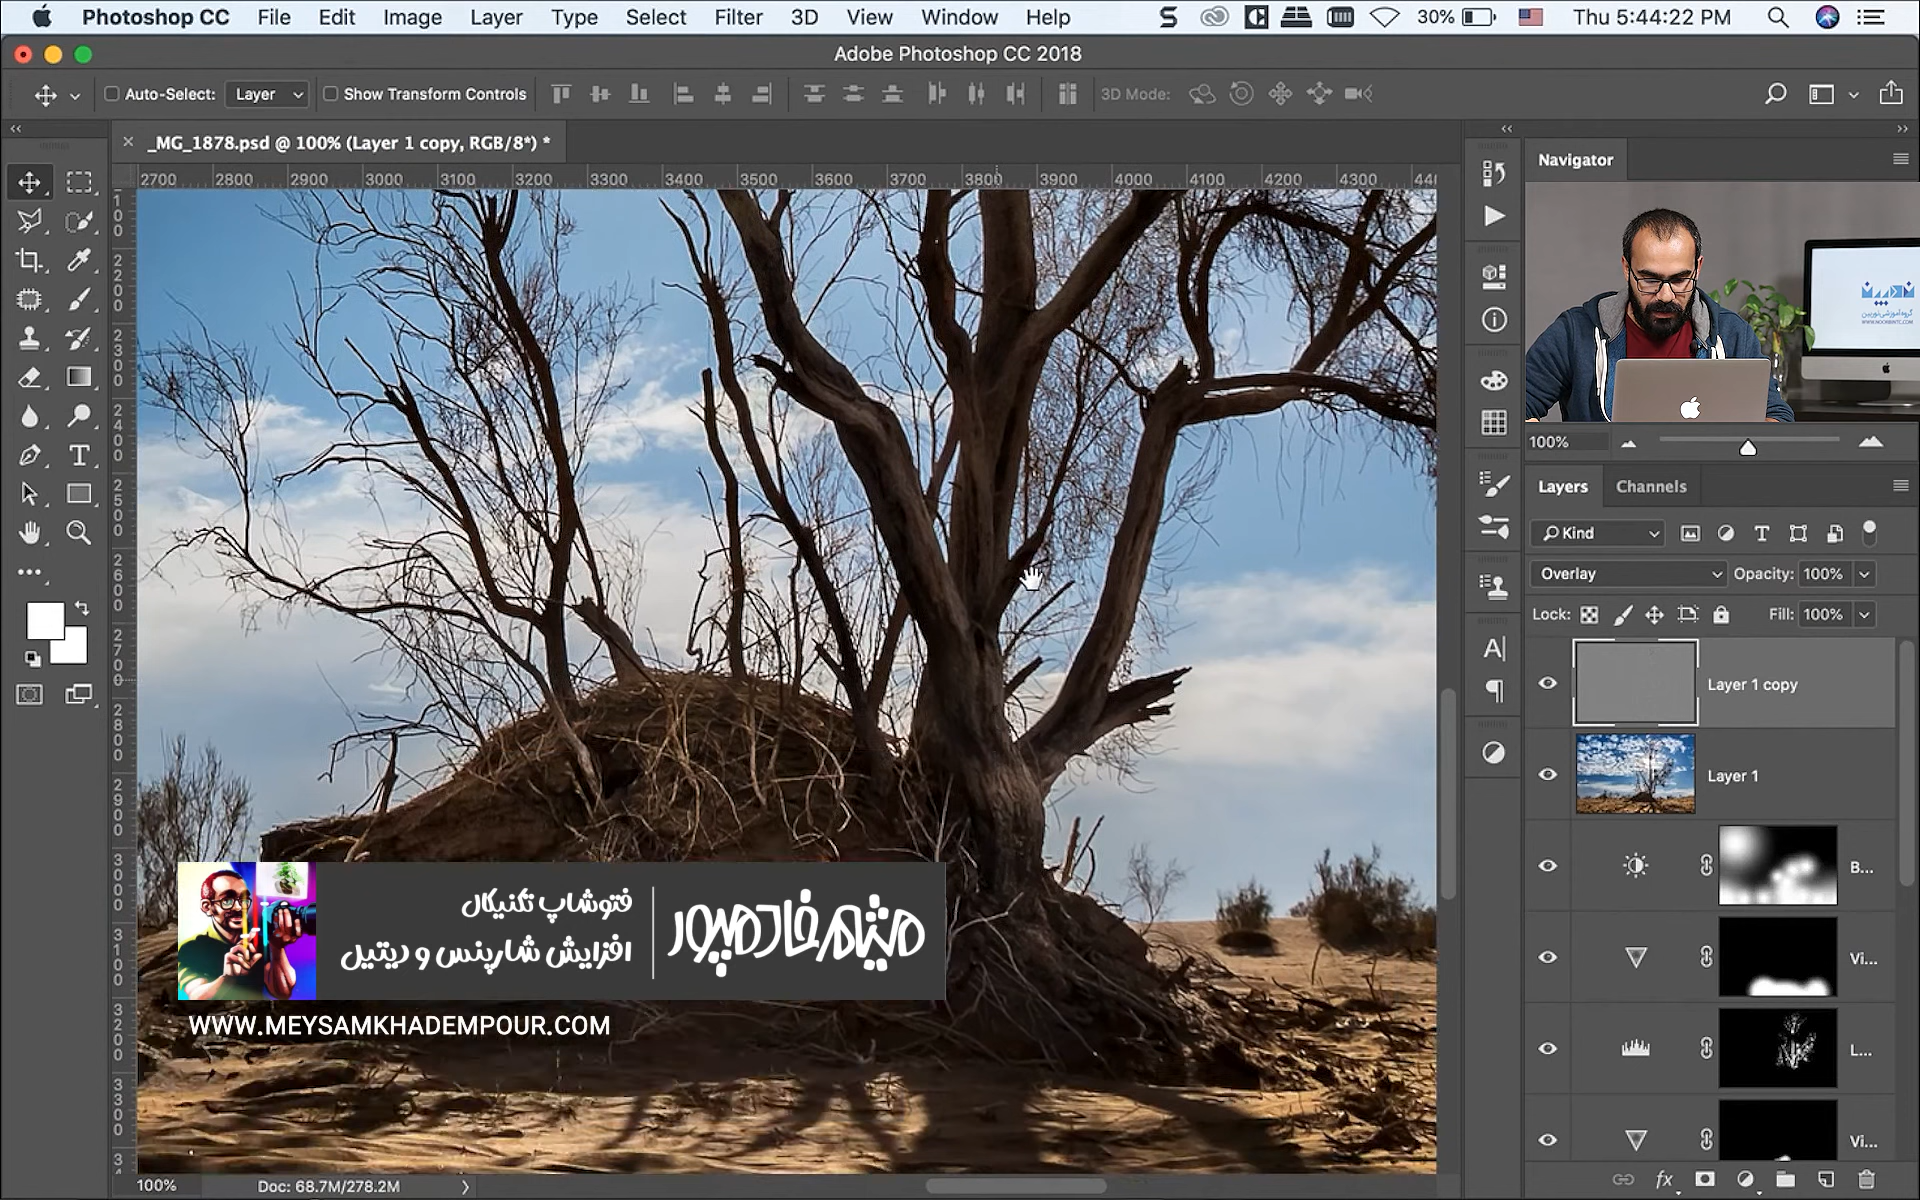 Photoshop CC File Edit Image Layer Type Select Filter 3D View Window Help 30% Thu 5:44:22 PM
Adobe Photoshop CC 2018
Auto-Select: Layer Show Transform Controls 3D Mode:
_MG_1878.psd @ 100% (Layer 1 copy, RGB/8*) *
2700 2800 2900 3000 3100 3200 3300 3400 3500 3600 3700 3800 3900 4000 4100 4200 4300
Navigator
100%
Layers Channels
Kind
Overlay Opacity: 100%
Lock: Fill: 100%
Layer 1 copy
Layer 1
B...
Vi...
L...
Vi...
میثم خادمپور
فتوشاپ تکنیکال
افزایش شارپنس و دیتیل
WWW.MEYSAMKHADEMPOUR.COM
100% Doc: 68.7M/278.2M